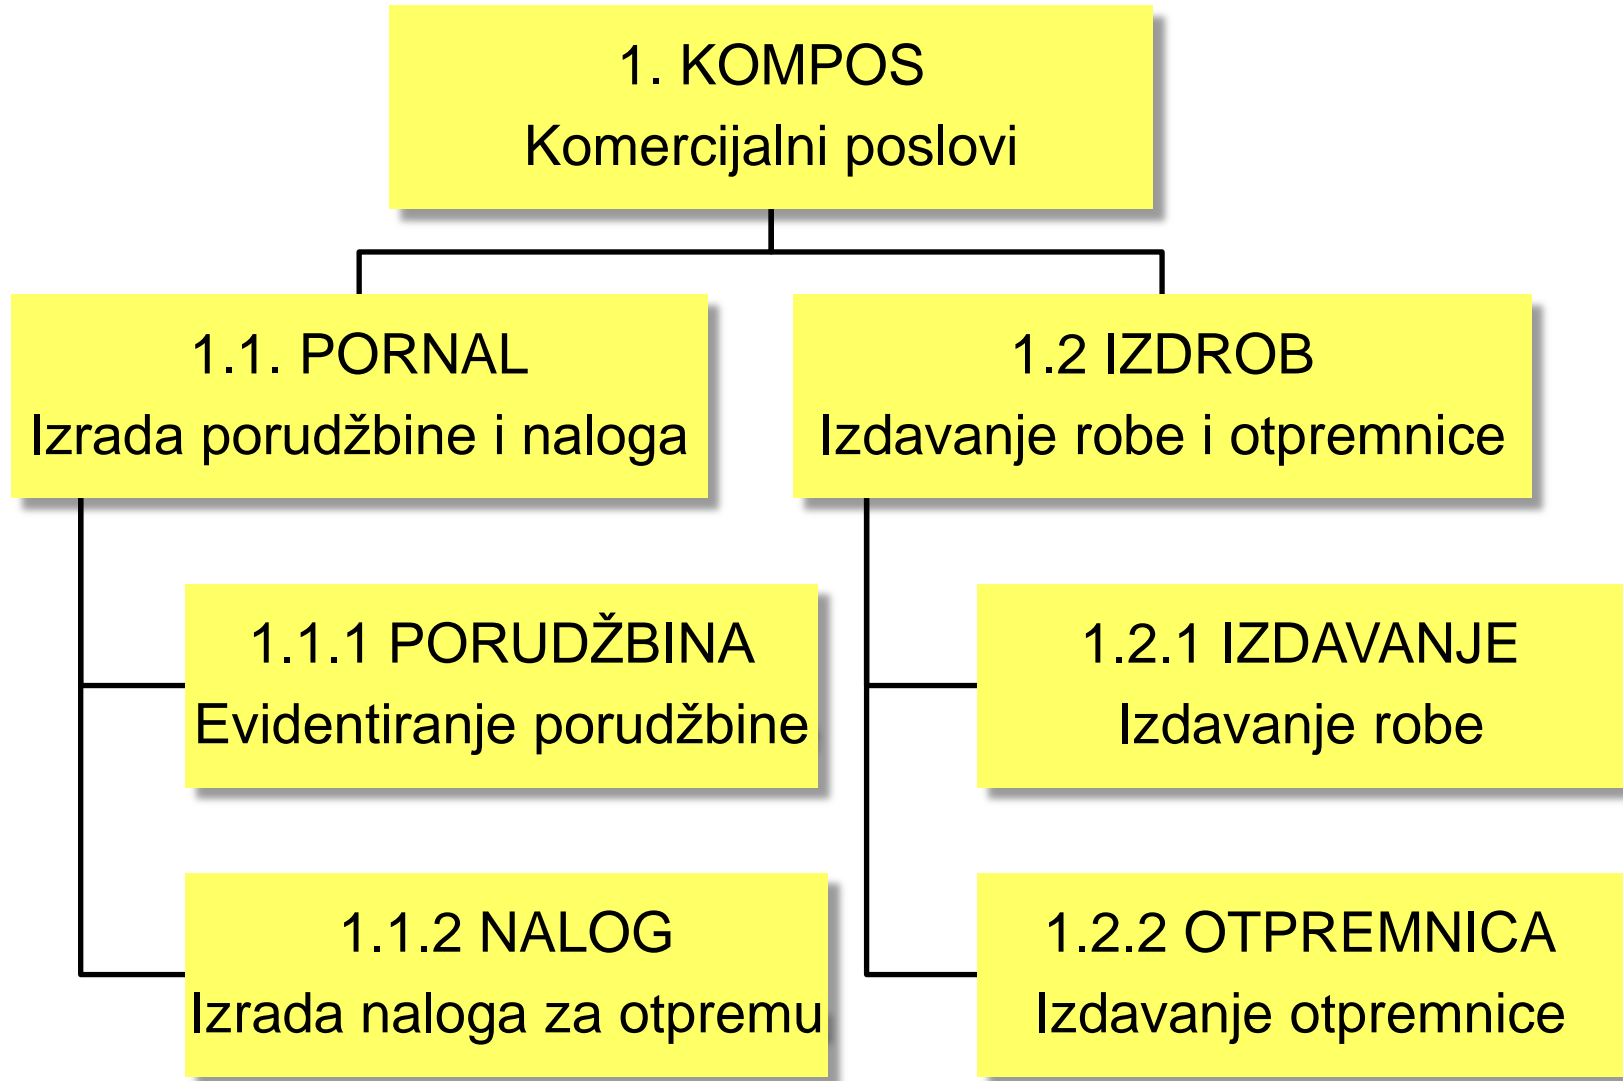 1. KOMPOS
Komercijalni poslovi
1.1. PORNAL
Izrada porudžbine i naloga
1.2 IZDROB
Izdavanje robe i otpremnice
1.1.1 PORUDŽBINA
Evidentiranje porudžbine
1.2.1 IZDAVANJE
Izdavanje robe
1.1.2 NALOG
Izrada naloga za otpremu
1.2.2 OTPREMNICA
Izdavanje otpremnice